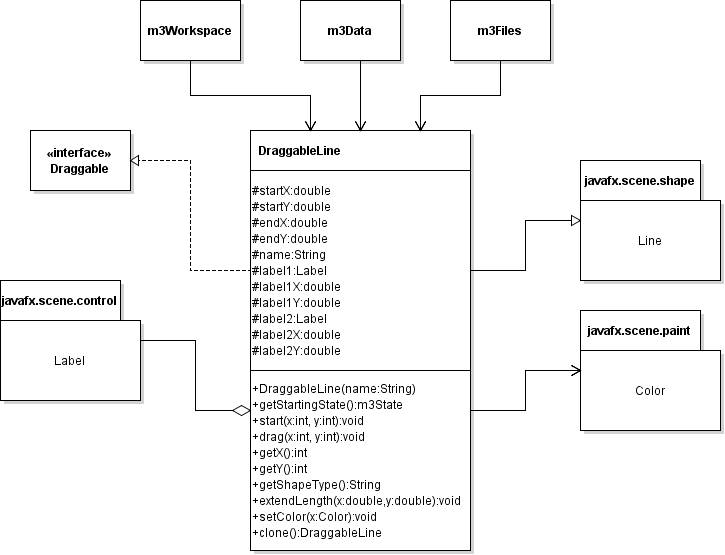 m3Workspace
m3Data
m3Files
«interface»
Draggable
DraggableLine
#startX:double
#startY:double
#endX:double
#endY:double
#name:String
#label1:Label
#label1X:double
#label1Y:double
#label2:Label
#label2X:double
#label2Y:double
+DraggableLine(name:String)
+getStartingState():m3State
+start(x:int, y:int):void
+drag(x:int, y:int):void
+getX():int
+getY():int
+getShapeType():String
+extendLength(x:double,y:double):void
+setColor(x:Color):void
+clone():DraggableLine
javafx.scene.shape
Line
javafx.scene.control
Label
javafx.scene.paint
Color